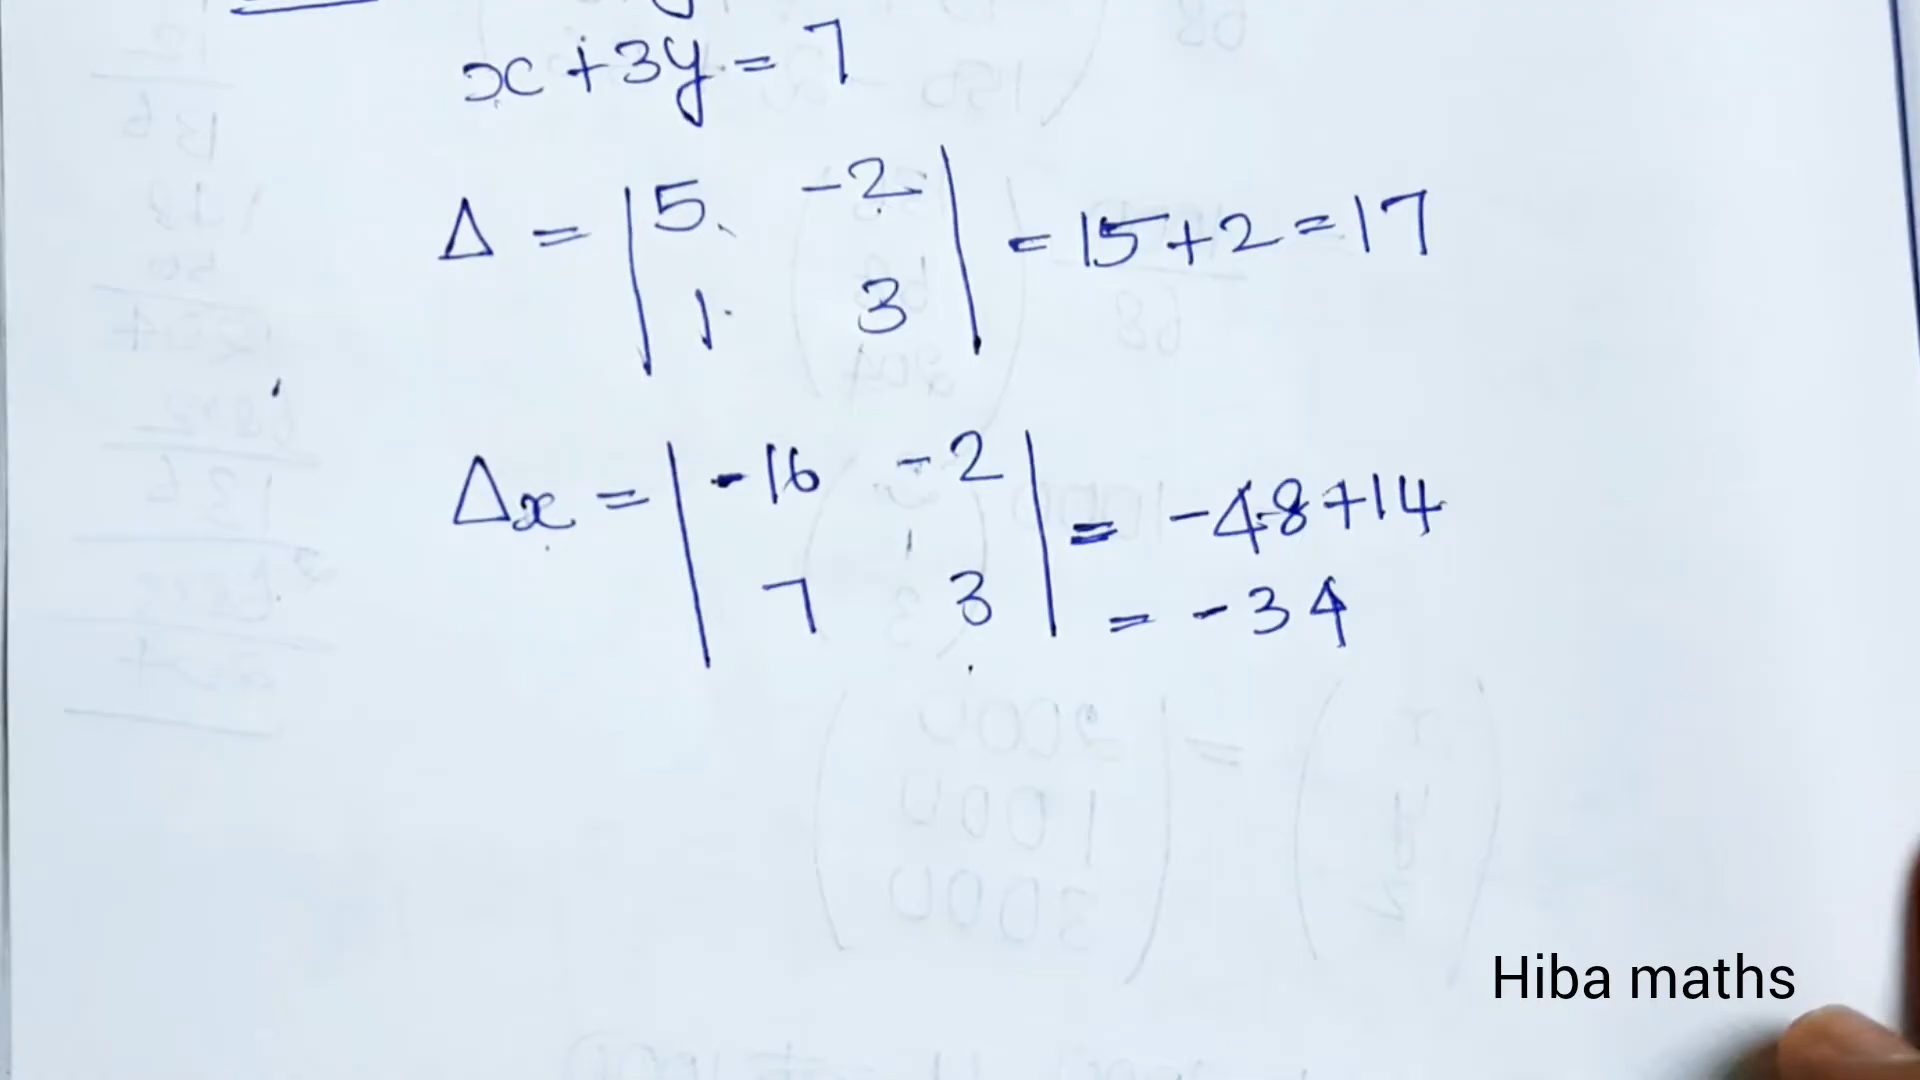 x + 3y = 7
Δ = | 5 -2 | = 15 + 2 = 17
| 1 3 |
Δx = | -16 -2 | = -48 + 14
| 7 3 | = -34
Hiba maths